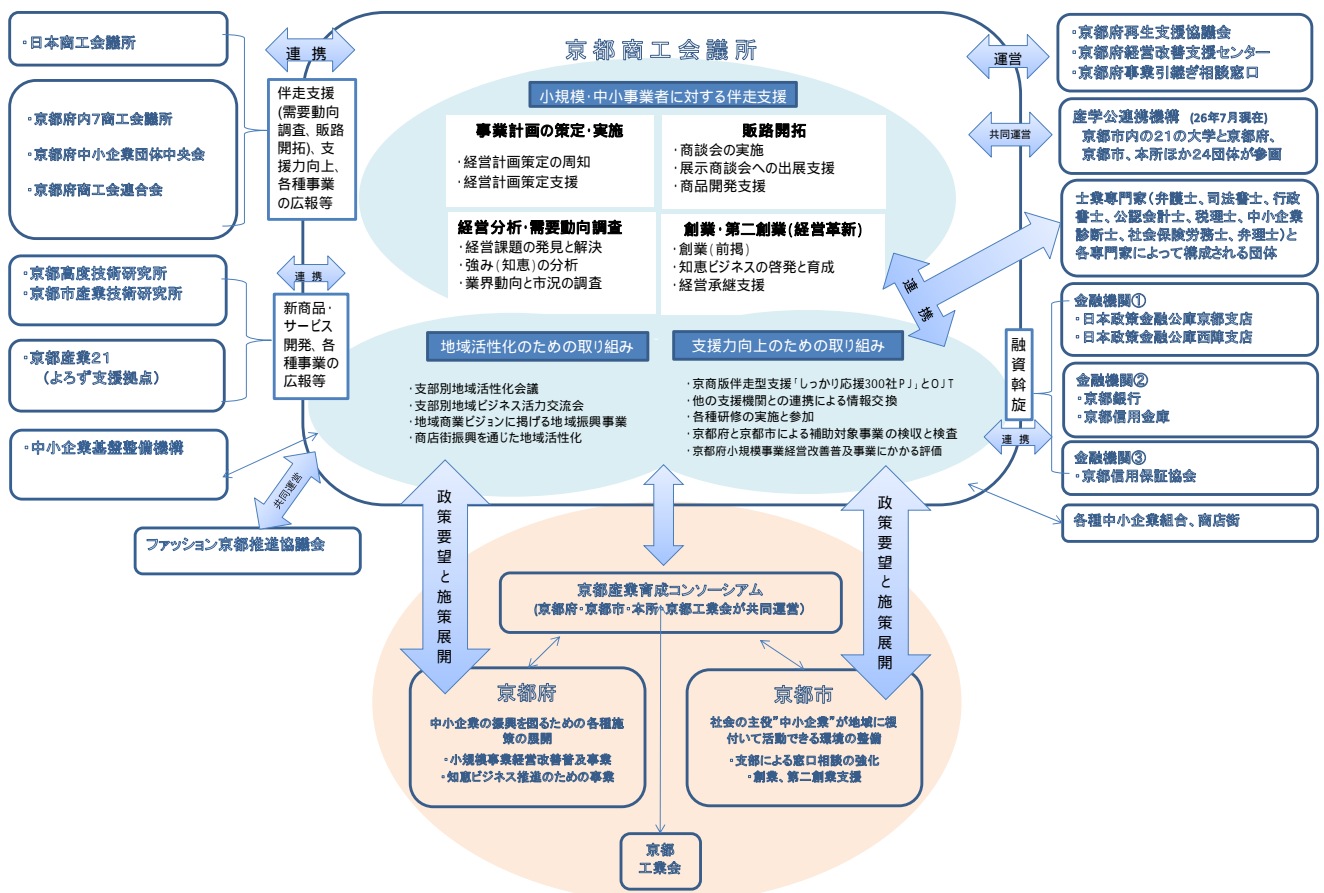 京都商工会議所
小規模・中小事業者に対する伴走支援
事業計画の策定・実施
・経営計画策定の周知
・経営計画策定支援
販路開拓
・商談会の実施
・展示商談会への出展支援
・商品開発支援
経営分析・需要動向調査
・経営課題の発見と解決
・強み(知恵)の分析
・業界動向と市況の調査
創業・第二創業(経営革新)
・創業(前掲)
・知恵ビジネスの啓発と育成
・経営承継支援
地域活性化のための取り組み
・支部別地域活性化会議
・支部別地域ビジネス活力交流会
・地域商業ビジョンに掲げる地域振興事業
・商店街振興を通じた地域活性化
支援力向上のための取り組み
・京商版伴走型支援「しっかり応援300社PJ」とOJT
・他の支援機関との連携による情報交換
・各種研修の実施と参加
・京都府と京都市による補助対象事業の検収と検査
・京都府小規模事業経営改善普及事業にかかる評価
・日本商工会議所
・京都府内7商工会議所
・京都府中小企業団体中央会
・京都府商工会連合会
連 携
伴走支援
(需要動向
調査、販路
開拓)、支
援力向上、
各種事業
の広報等
・京都高度技術研究所
・京都市産業技術研究所
・京都産業21
(よろず支援拠点)
連 携
新商品・
サービス
開発、各
種事業の
広報等
・中小企業基盤整備機構
共同運営
ファッション京都推進協議会
運営
・京都府再生支援協議会
・京都府経営改善支援センター
・京都府事業引継ぎ相談窓口
共同運営
産学公連携機構 (26年7月現在)
京都市内の21の大学と京都府、
京都市、本所ほか24団体が参画
連携
士業専門家(弁護士、司法書士、行政
書士、公認会計士、税理士、中小企業
診断士、社会保険労務士、弁理士)と
各専門家によって構成される団体
融資斡旋
連 携
金融機関①
・日本政策金融公庫京都支店
・日本政策金融公庫西陣支店
金融機関②
・京都銀行
・京都信用金庫
金融機関③
・京都信用保証協会
各種中小企業組合、商店街
政策要望と施策展開
政策要望と施策展開
京都産業育成コンソーシアム
(京都府・京都市・本所・京都工業会が共同運営)
京都府
中小企業の振興を図るための各種施
策の展開
・小規模事業経営改善普及事業
・知恵ビジネス推進のための事業
京都市
社会の主役”中小企業”が地域に根
付いて活動できる環境の整備
・支部による窓口相談の強化
・創業、第二創業支援
京都
工業会